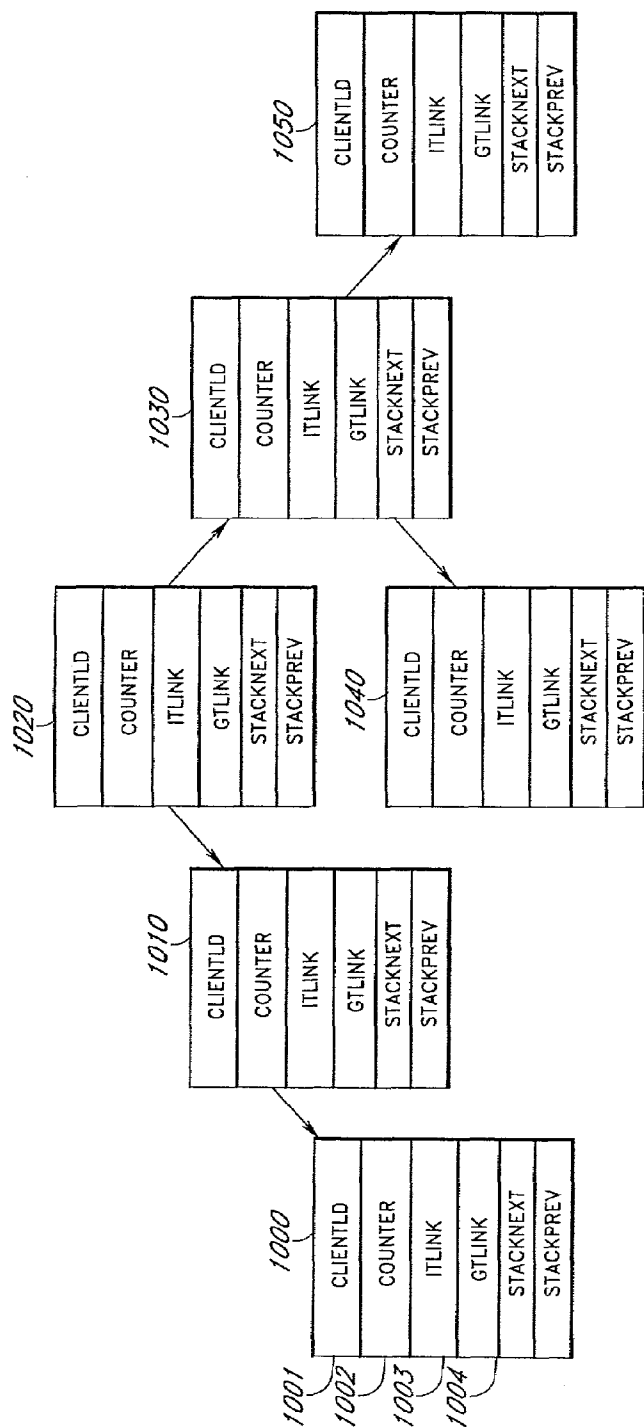 1000
1001
1002
1003
1004
CLIENTLD
COUNTER
ITLINK
GTLINK
STACKNEXT
STACKPREV
1010
CLIENTLD
COUNTER
ITLINK
GTLINK
STACKNEXT
STACKPREV
1020
CLIENTLD
COUNTER
ITLINK
GTLINK
STACKNEXT
STACKPREV
1040
CLIENTLD
COUNTER
ITLINK
GTLINK
STACKNEXT
STACKPREV
1030
CLIENTLD
COUNTER
ITLINK
GTLINK
STACKNEXT
STACKPREV
1050
CLIENTLD
COUNTER
ITLINK
GTLINK
STACKNEXT
STACKPREV